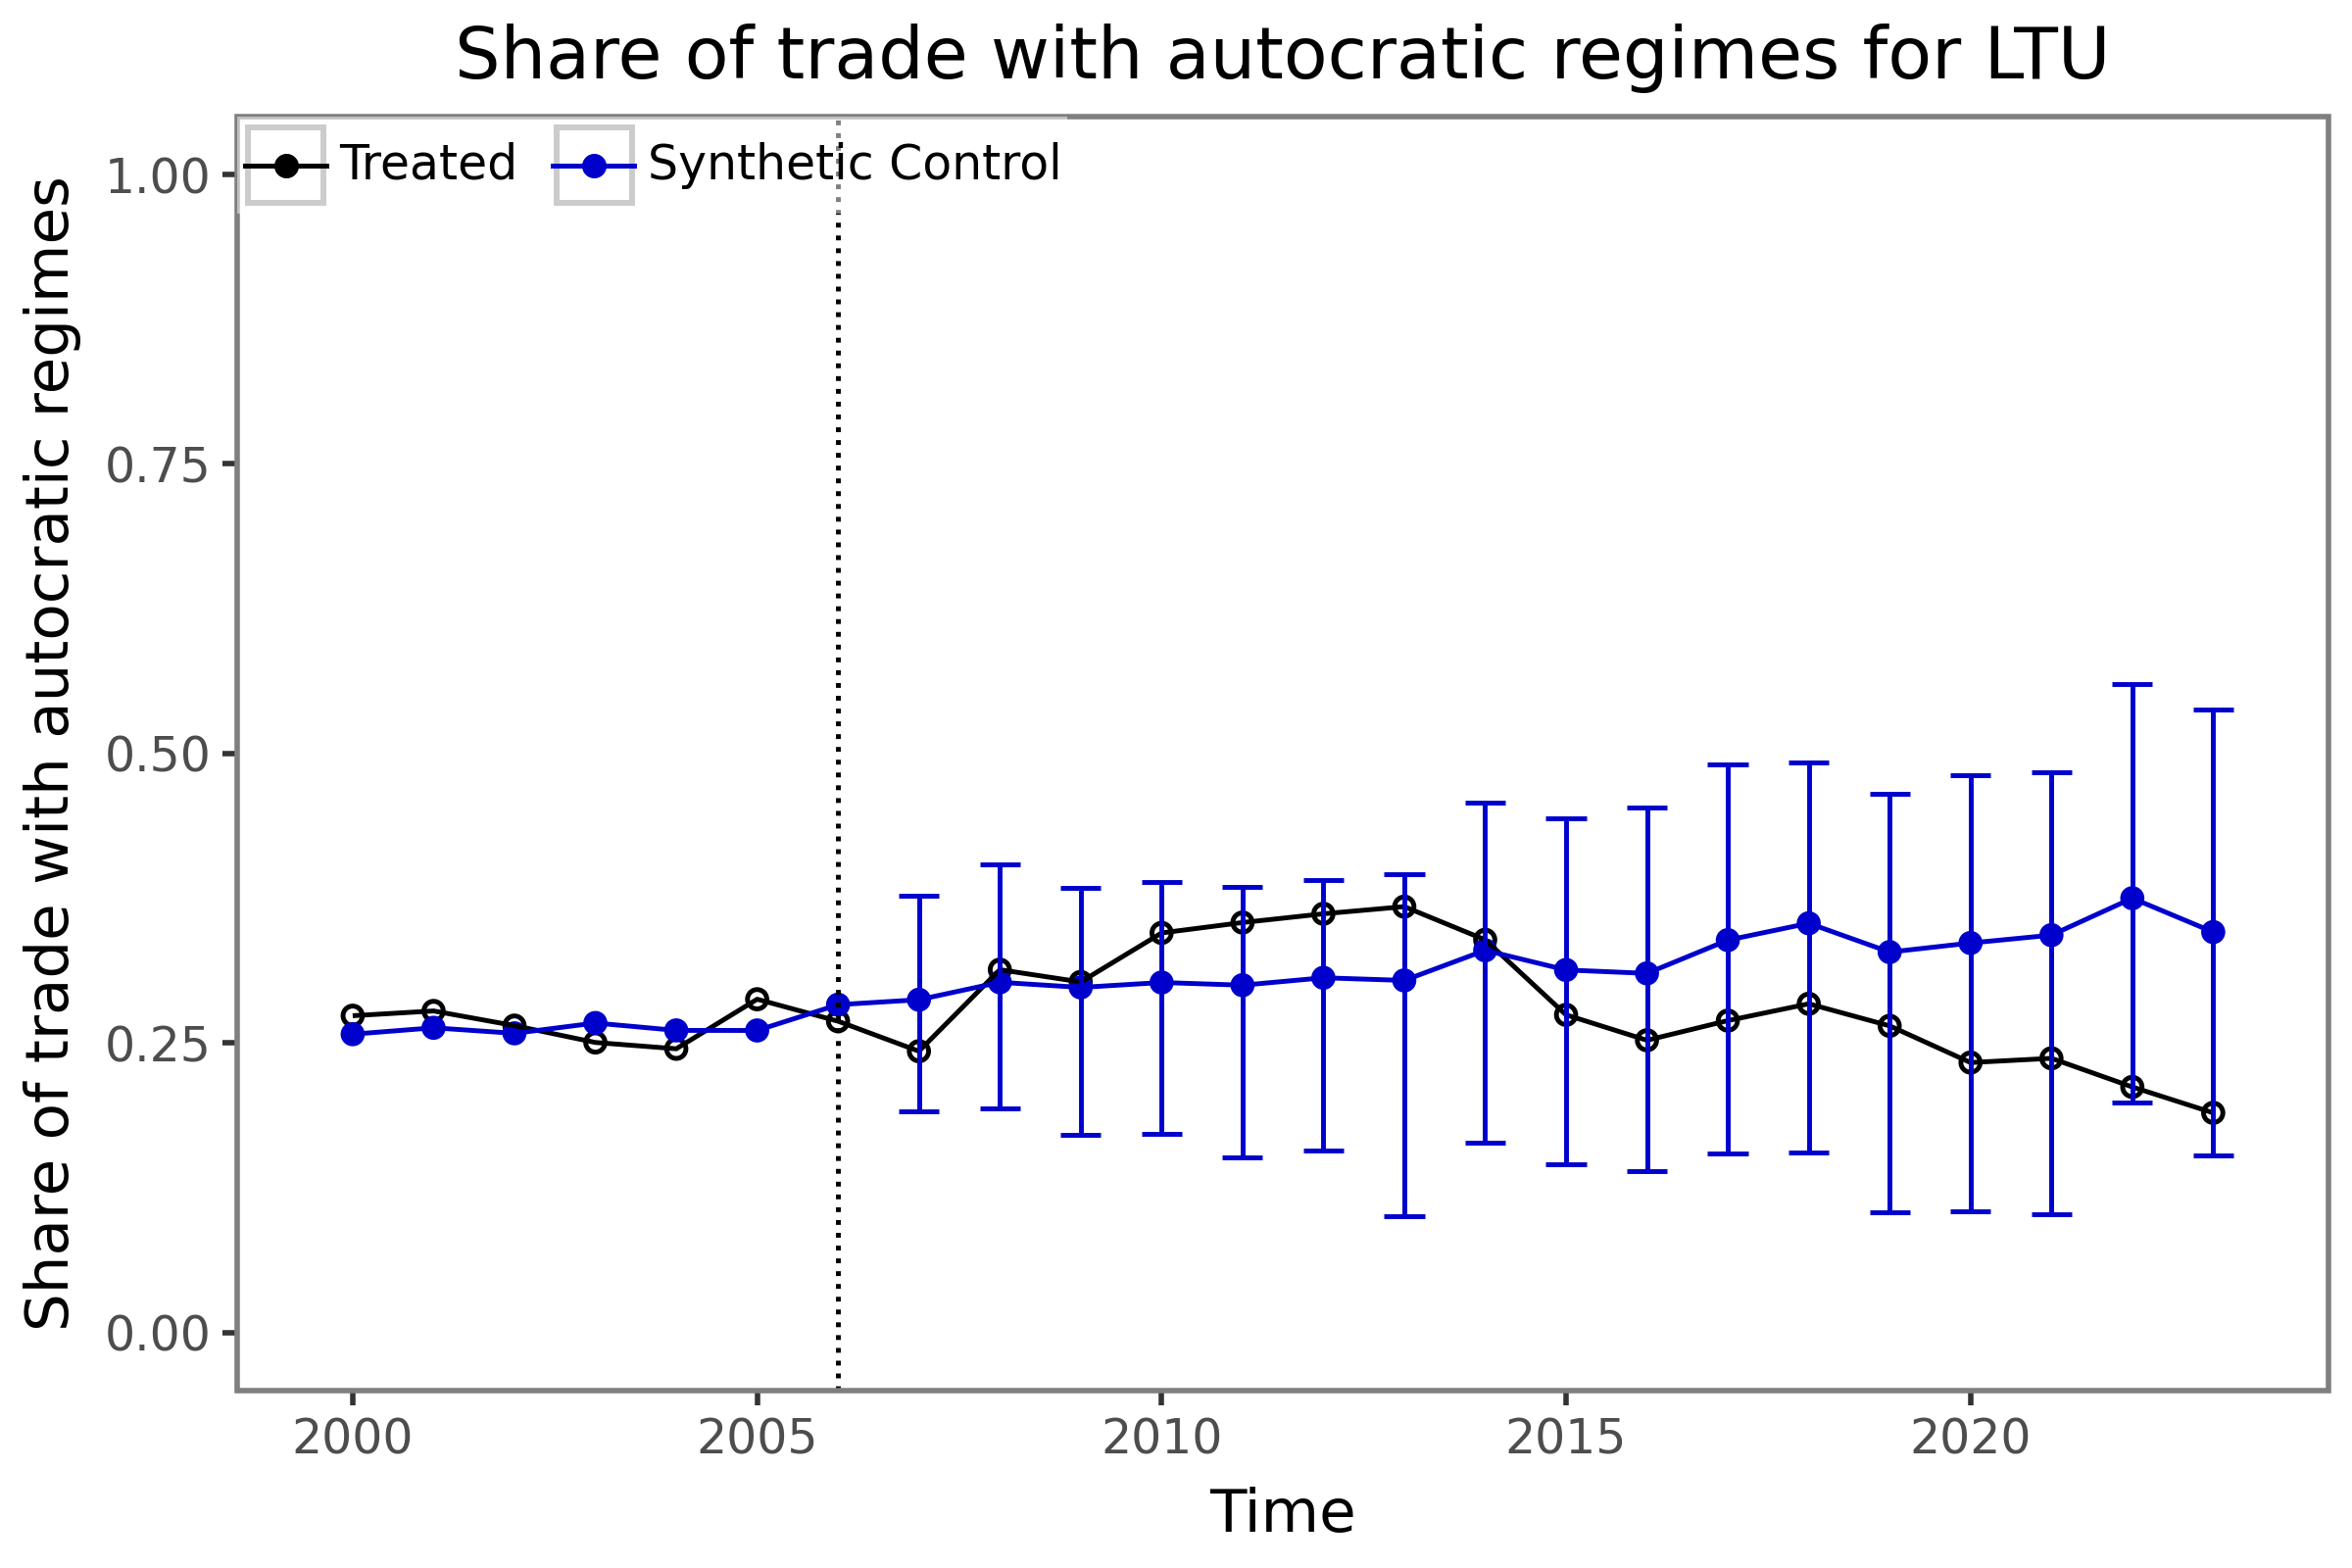 Share of trade with autocratic regimes for LTU
Treated
Synthetic Control
Share of trade with autocratic regimes
1.00
0.75
0.50
0.25
0.00
2000 2005 2010 2015 2020
Time